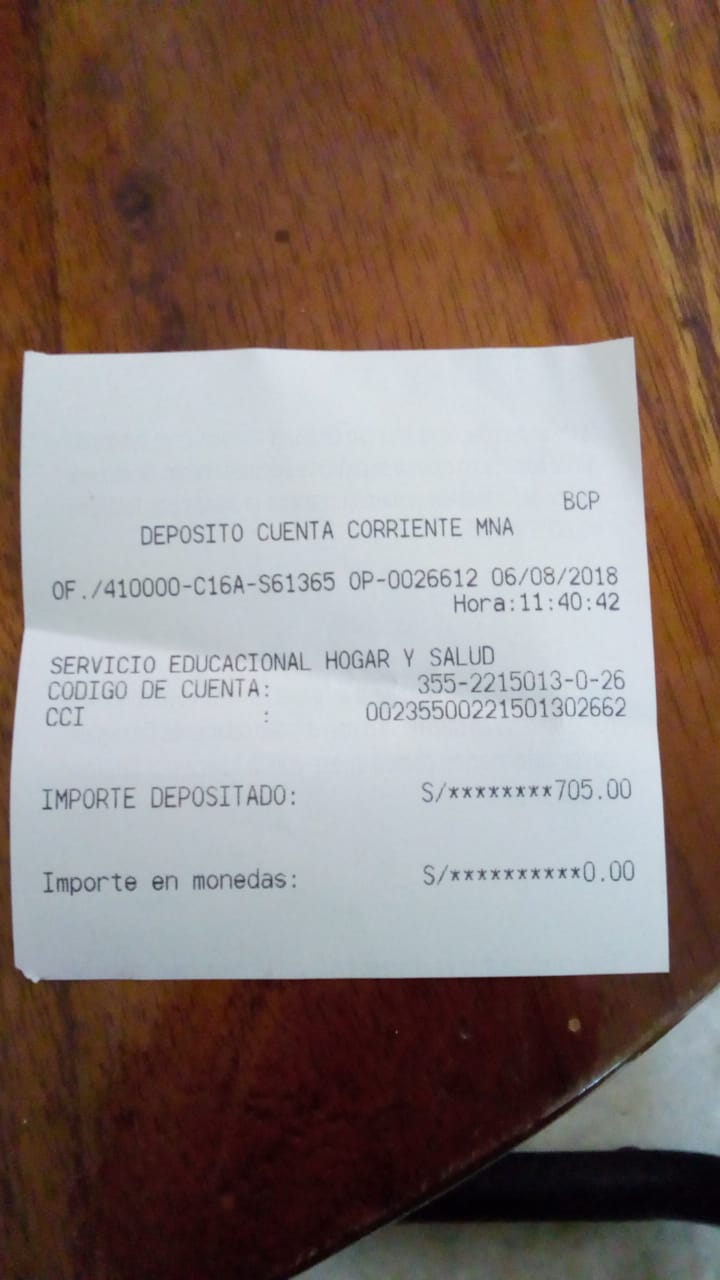 BCP
DEPOSITO CUENTA CORRIENTE MNA
OF./410000-C16A-S61365 OP-0026612 06/08/2018
Hora:11:40:42
SERVICIO EDUCACIONAL HOGAR Y SALUD
CODIGO DE CUENTA: 355-2215013-0-26
CCI : 00235500221501302662
IMPORTE DEPOSITADO: S/********705.00
Importe en monedas: S/**********0.00